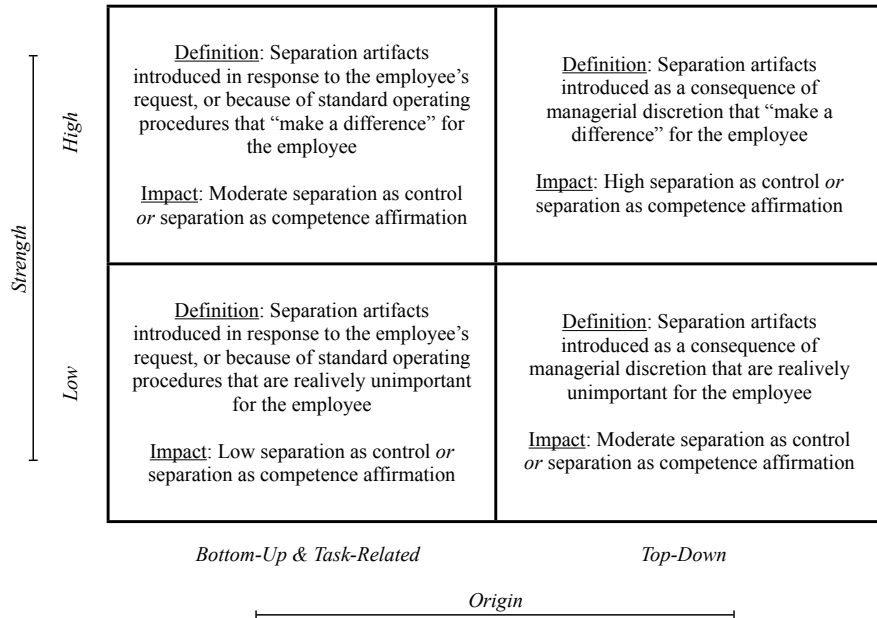 Definition: Separation artifacts
introduced in response to the employee’s
request, or because of standard operating
procedures that “make a difference” for
the employee
Impact: Moderate separation as control
or separation as competence affirmation
Definition: Separation artifacts
introduced as a consequence of
managerial discretion that “make a
difference” for the employee
Impact: High separation as control or
separation as competence affirmation
High
Strength
Low
Definition: Separation artifacts
introduced in response to the employee’s
request, or because of standard operating
procedures that are realively unimportant
for the employee
Impact: Low separation as control or
separation as competence affirmation
Definition: Separation artifacts
introduced as a consequence of
managerial discretion that are realively
unimportant for the employee
Impact: Moderate separation as control
or separation as competence affirmation
Bottom-Up & Task-Related
Top-Down
Origin